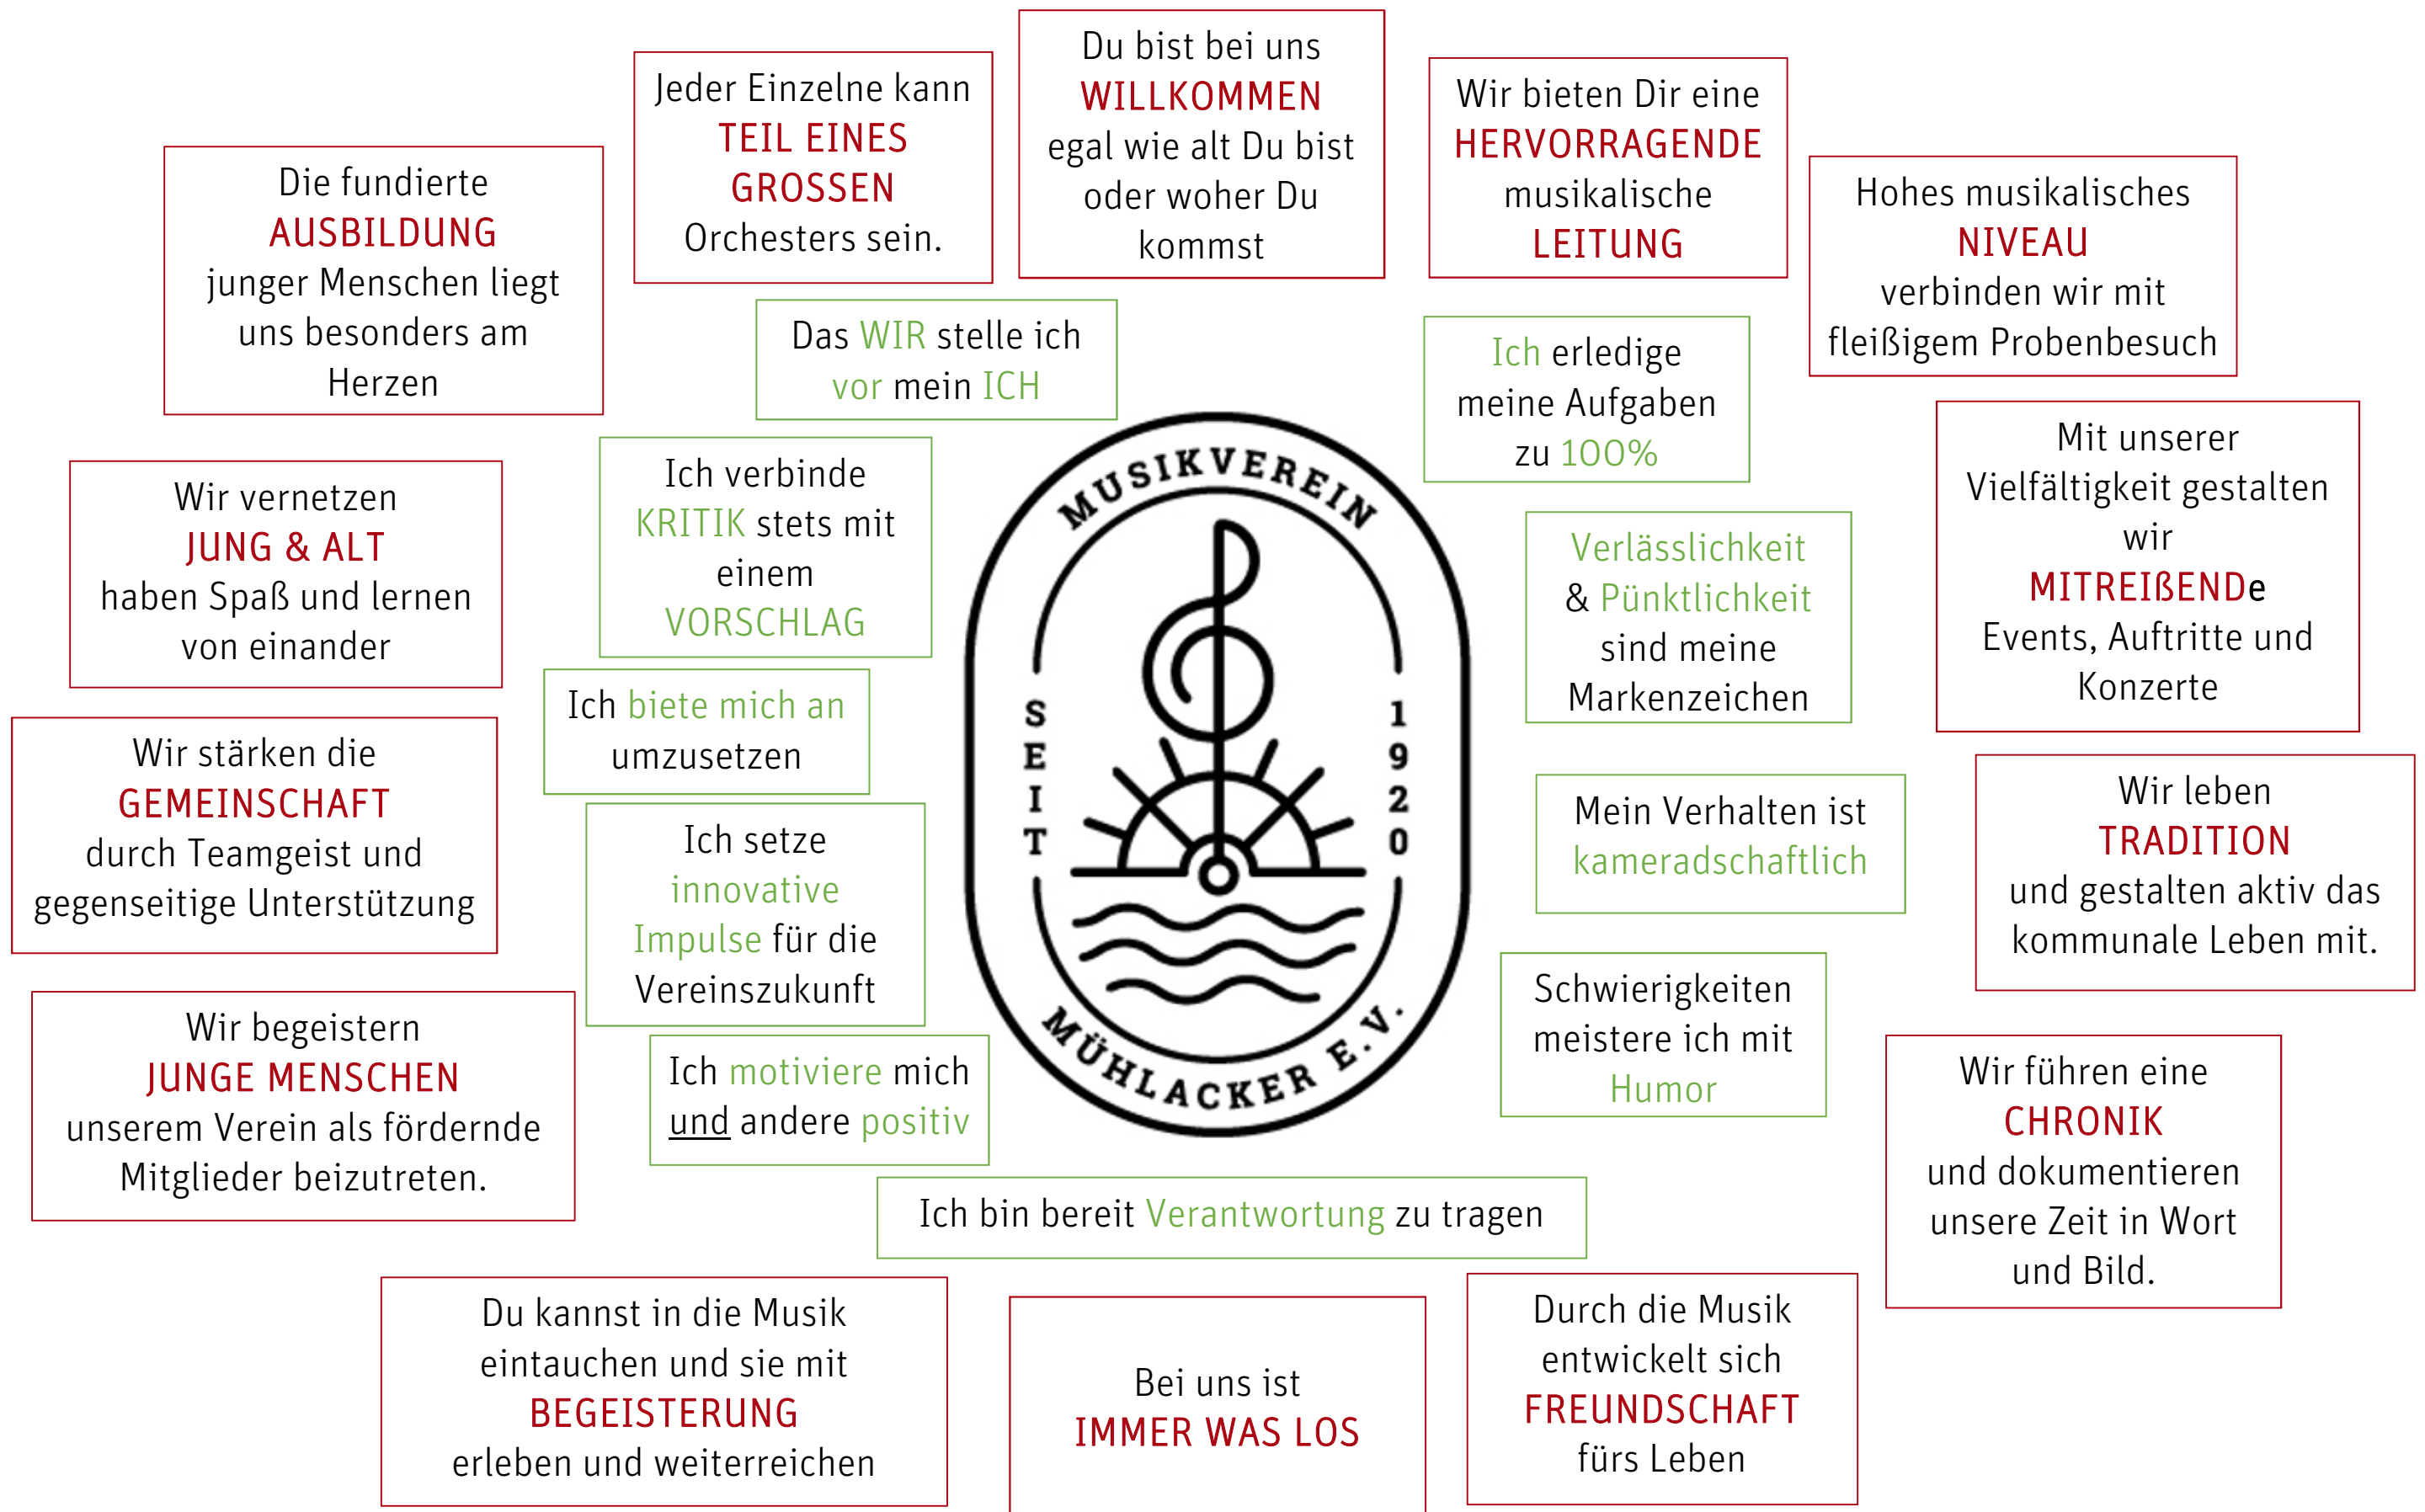 Du bist bei uns
WILLKOMMEN
egal wie alt Du bist
oder woher Du
kommst
Jeder Einzelne kann
TEIL EINES
GROSSEN
Orchesters sein.
Wir bieten Dir eine
HERVORRAGENDE
musikalische
LEITUNG
Die fundierte
AUSBILDUNG
junger Menschen liegt
uns besonders am
Herzen
Hohes musikalisches
NIVEAU
verbinden wir mit
fleißigem Probenbesuch
Das WIR stelle ich
vor mein ICH
Ich erledige
meine Aufgaben
zu 100%
Mit unserer
Vielfältigkeit gestalten
wir
MITREIßENDe
Events, Auftritte und
Konzerte
Ich verbinde
KRITIK stets mit
einem
VORSCHLAG
Wir vernetzen
JUNG & ALT
haben Spaß und lernen
von einander
MUSIKVEREIN
SEIT
1920
MÜHLACKER E.V.
Verlässlichkeit
& Pünktlichkeit
sind meine
Markenzeichen
Ich biete mich an
umzusetzen
Wir stärken die
GEMEINSCHAFT
durch Teamgeist und
gegenseitige Unterstützung
Wir leben
TRADITION
und gestalten aktiv das
kommunale Leben mit.
Mein Verhalten ist
kameradschaftlich
Ich setze
innovative
Impulse für die
Vereinszukunft
Schwierigkeiten
meistere ich mit
Humor
Wir begeistern
JUNGE MENSCHEN
unserem Verein als fördernde
Mitglieder beizutreten.
Ich motiviere mich
und andere positiv
Wir führen eine
CHRONIK
und dokumentieren
unsere Zeit in Wort
und Bild.
Ich bin bereit Verantwortung zu tragen
Du kannst in die Musik
eintauchen und sie mit
BEGEISTERUNG
erleben und weiterreichen
Bei uns ist
IMMER WAS LOS
Durch die Musik
entwickelt sich
FREUNDSCHAFT
fürs Leben